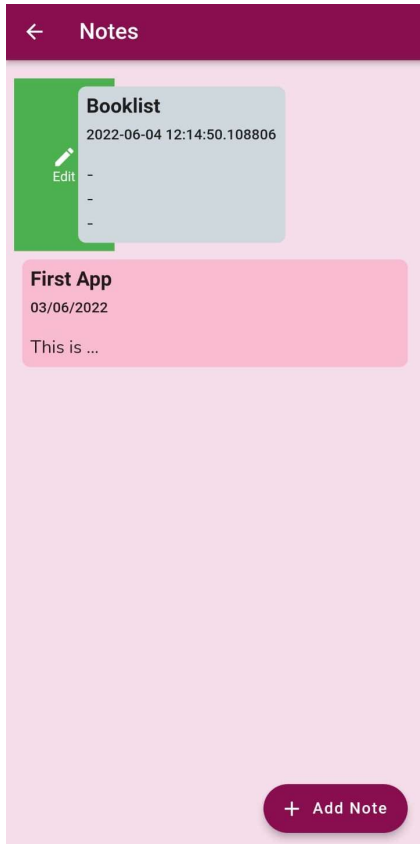 Notes
Booklist
2022-06-04 12:14:50.108806
Edit
-
-
-
First App
03/06/2022
This is ...
+ Add Note